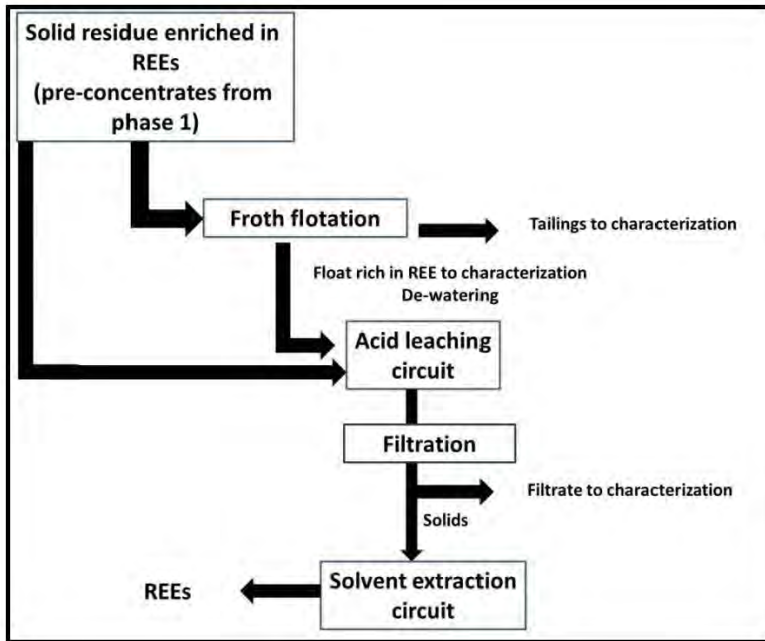 Solid residue enriched in
REEs
(pre-concentrates from
phase 1)
Froth flotation
Tailings to characterization
Float rich in REE to characterization
De-watering
Acid leaching
circuit
Filtration
Filtrate to characterization
Solids
Solvent extraction
circuit
REEs